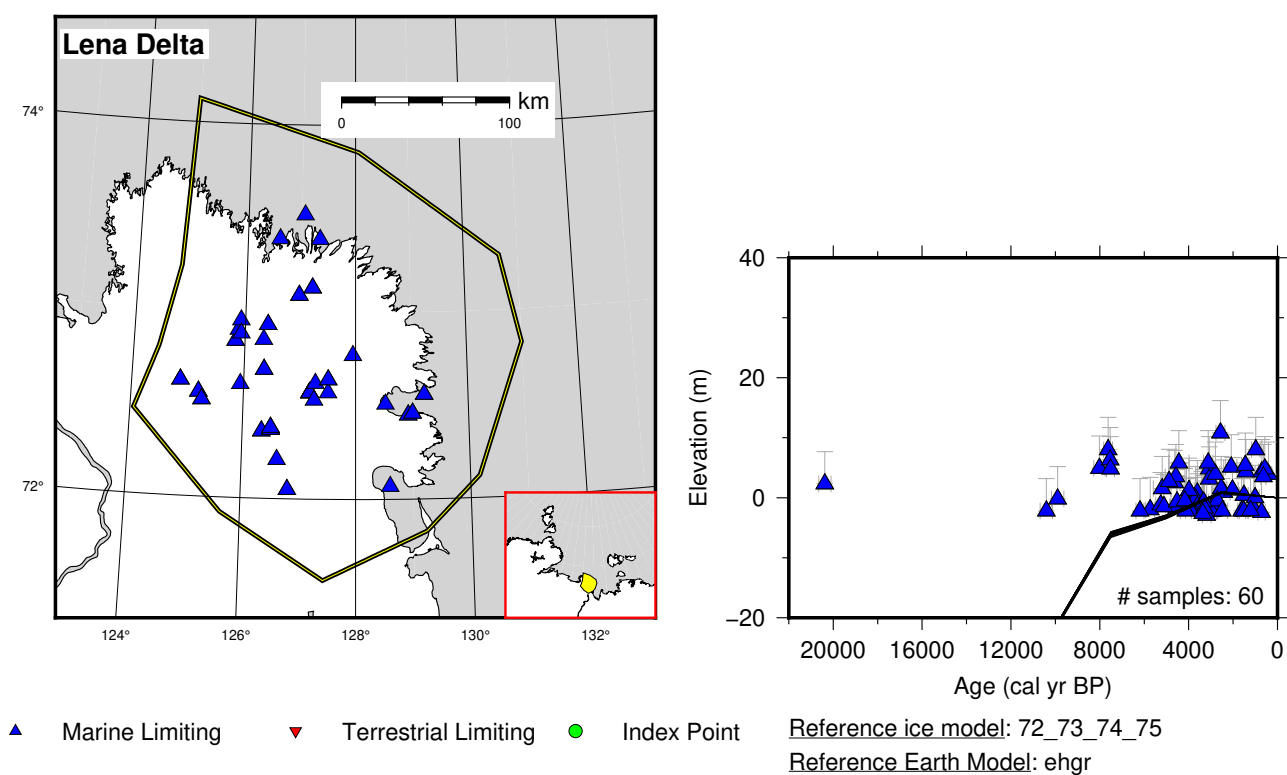 Lena Delta
km
0 100
74°
72°
124° 126° 128° 130° 132°
40
20
0
−20
Elevation (m)
# samples: 60
20000 16000 12000 8000 4000 0
Age (cal yr BP)
Marine Limiting Terrestrial Limiting Index Point
Reference ice model: 72_73_74_75
Reference Earth Model: ehgr